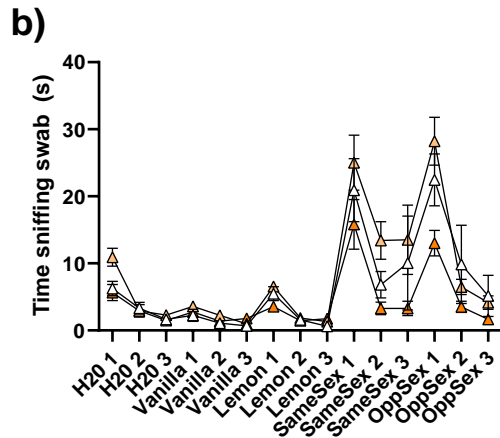 b)
Time sniffing swab (s)
40
30
20
10
0
H20 1
H20 2
H20 3
Vanilla 1
Vanilla 2
Vanilla 3
Lemon 1
Lemon 2
Lemon 3
SameSex 1
SameSex 2
SameSex 3
OppSex 1
OppSex 2
OppSex 3